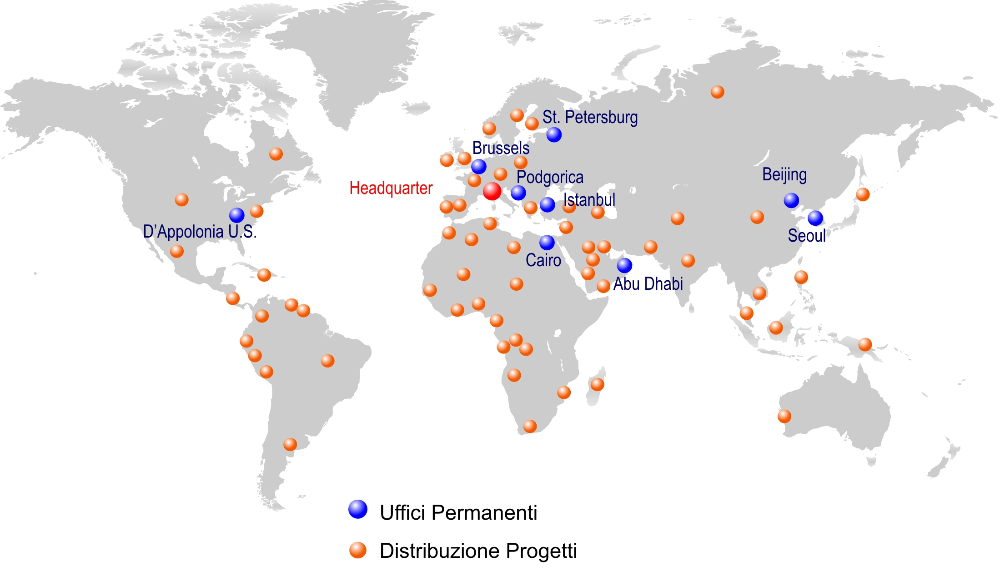 St. Petersburg
Brussels
Podgorica
Headquarter
Istanbul
Beijing
D’Appolonia U.S.
Seoul
Cairo
Abu Dhabi
Uffici Permanenti
Distribuzione Progetti